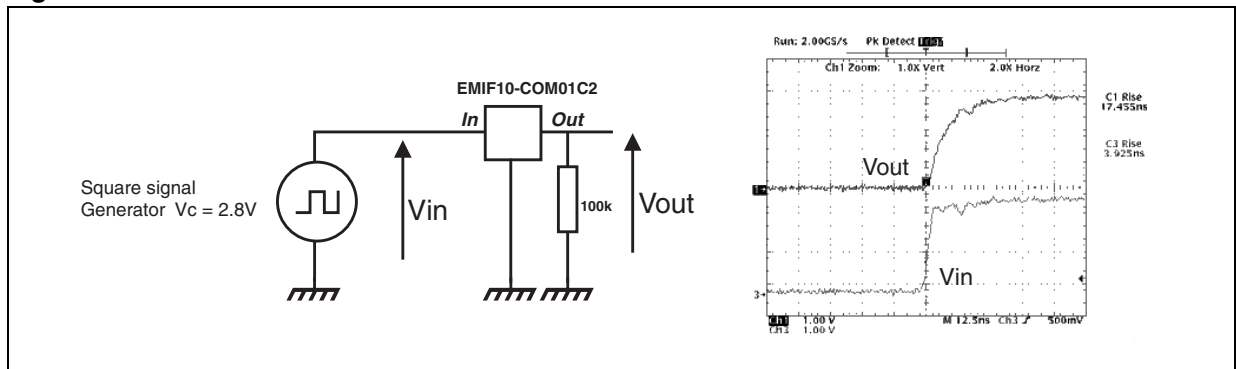 EMIF10-COM01C2
In Out
Square signal
Generator Vc = 2.8V
Vin
100k
Vout
Run: 2.00GS/s Pk Detect
Ch1 Zoom: 1.0X Vert 2.0X Horz
C1 Rise
17.455ns
C3 Rise
3.925ns
Vout
Vin
1
3
Ch1 1.00 V M 12.5ns Ch3 500mV
Ch3 1.00 V